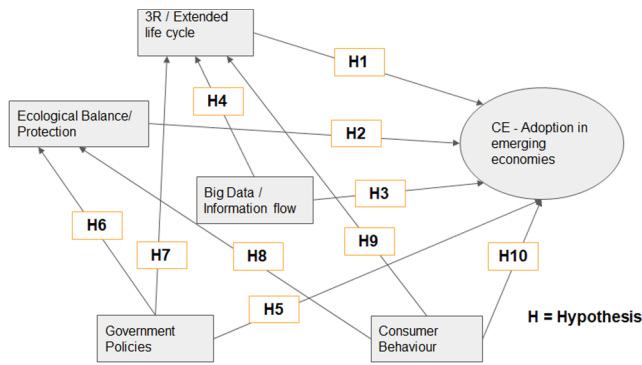 3R / Extended
life cycle
H1
H4
Ecological Balance/
Protection
H2
CE - Adoption in
emerging
economies
Big Data /
Information flow
H3
H6
H7
H8
H9
H10
H5
H = Hypothesis
Government
Policies
Consumer
Behaviour